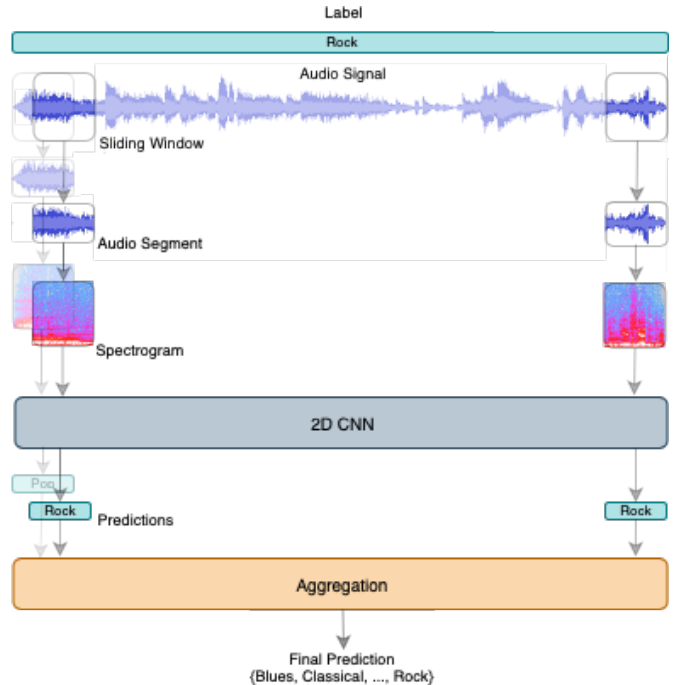 Label
Rock
Audio Signal
Sliding Window
Audio Segment
Spectrogram
2D CNN
Pop
Rock
Predictions
Rock
Aggregation
Final Prediction
{Blues, Classical, ..., Rock}